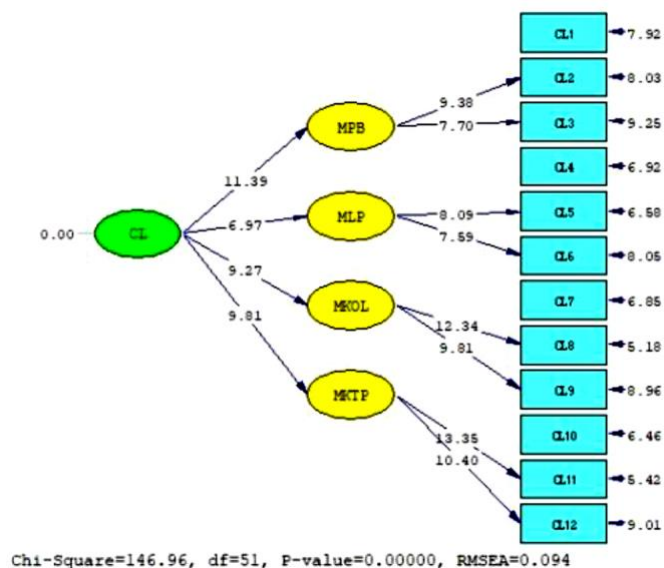 CL1
7.92
CL2
8.03
9.38
MPB
7.70
CL3
9.25
CL4
6.92
11.39
MLP
8.09
CL5
6.58
0.00
CL
6.97
7.59
CL6
8.05
9.27
CL7
6.85
9.81
MKOL
12.34
CL8
5.18
9.81
CL9
8.96
MKTP
CL10
6.46
13.35
10.40
CL11
5.42
CL12
9.01
Chi-Square=146.96, df=51, P-value=0.00000, RMSEA=0.094